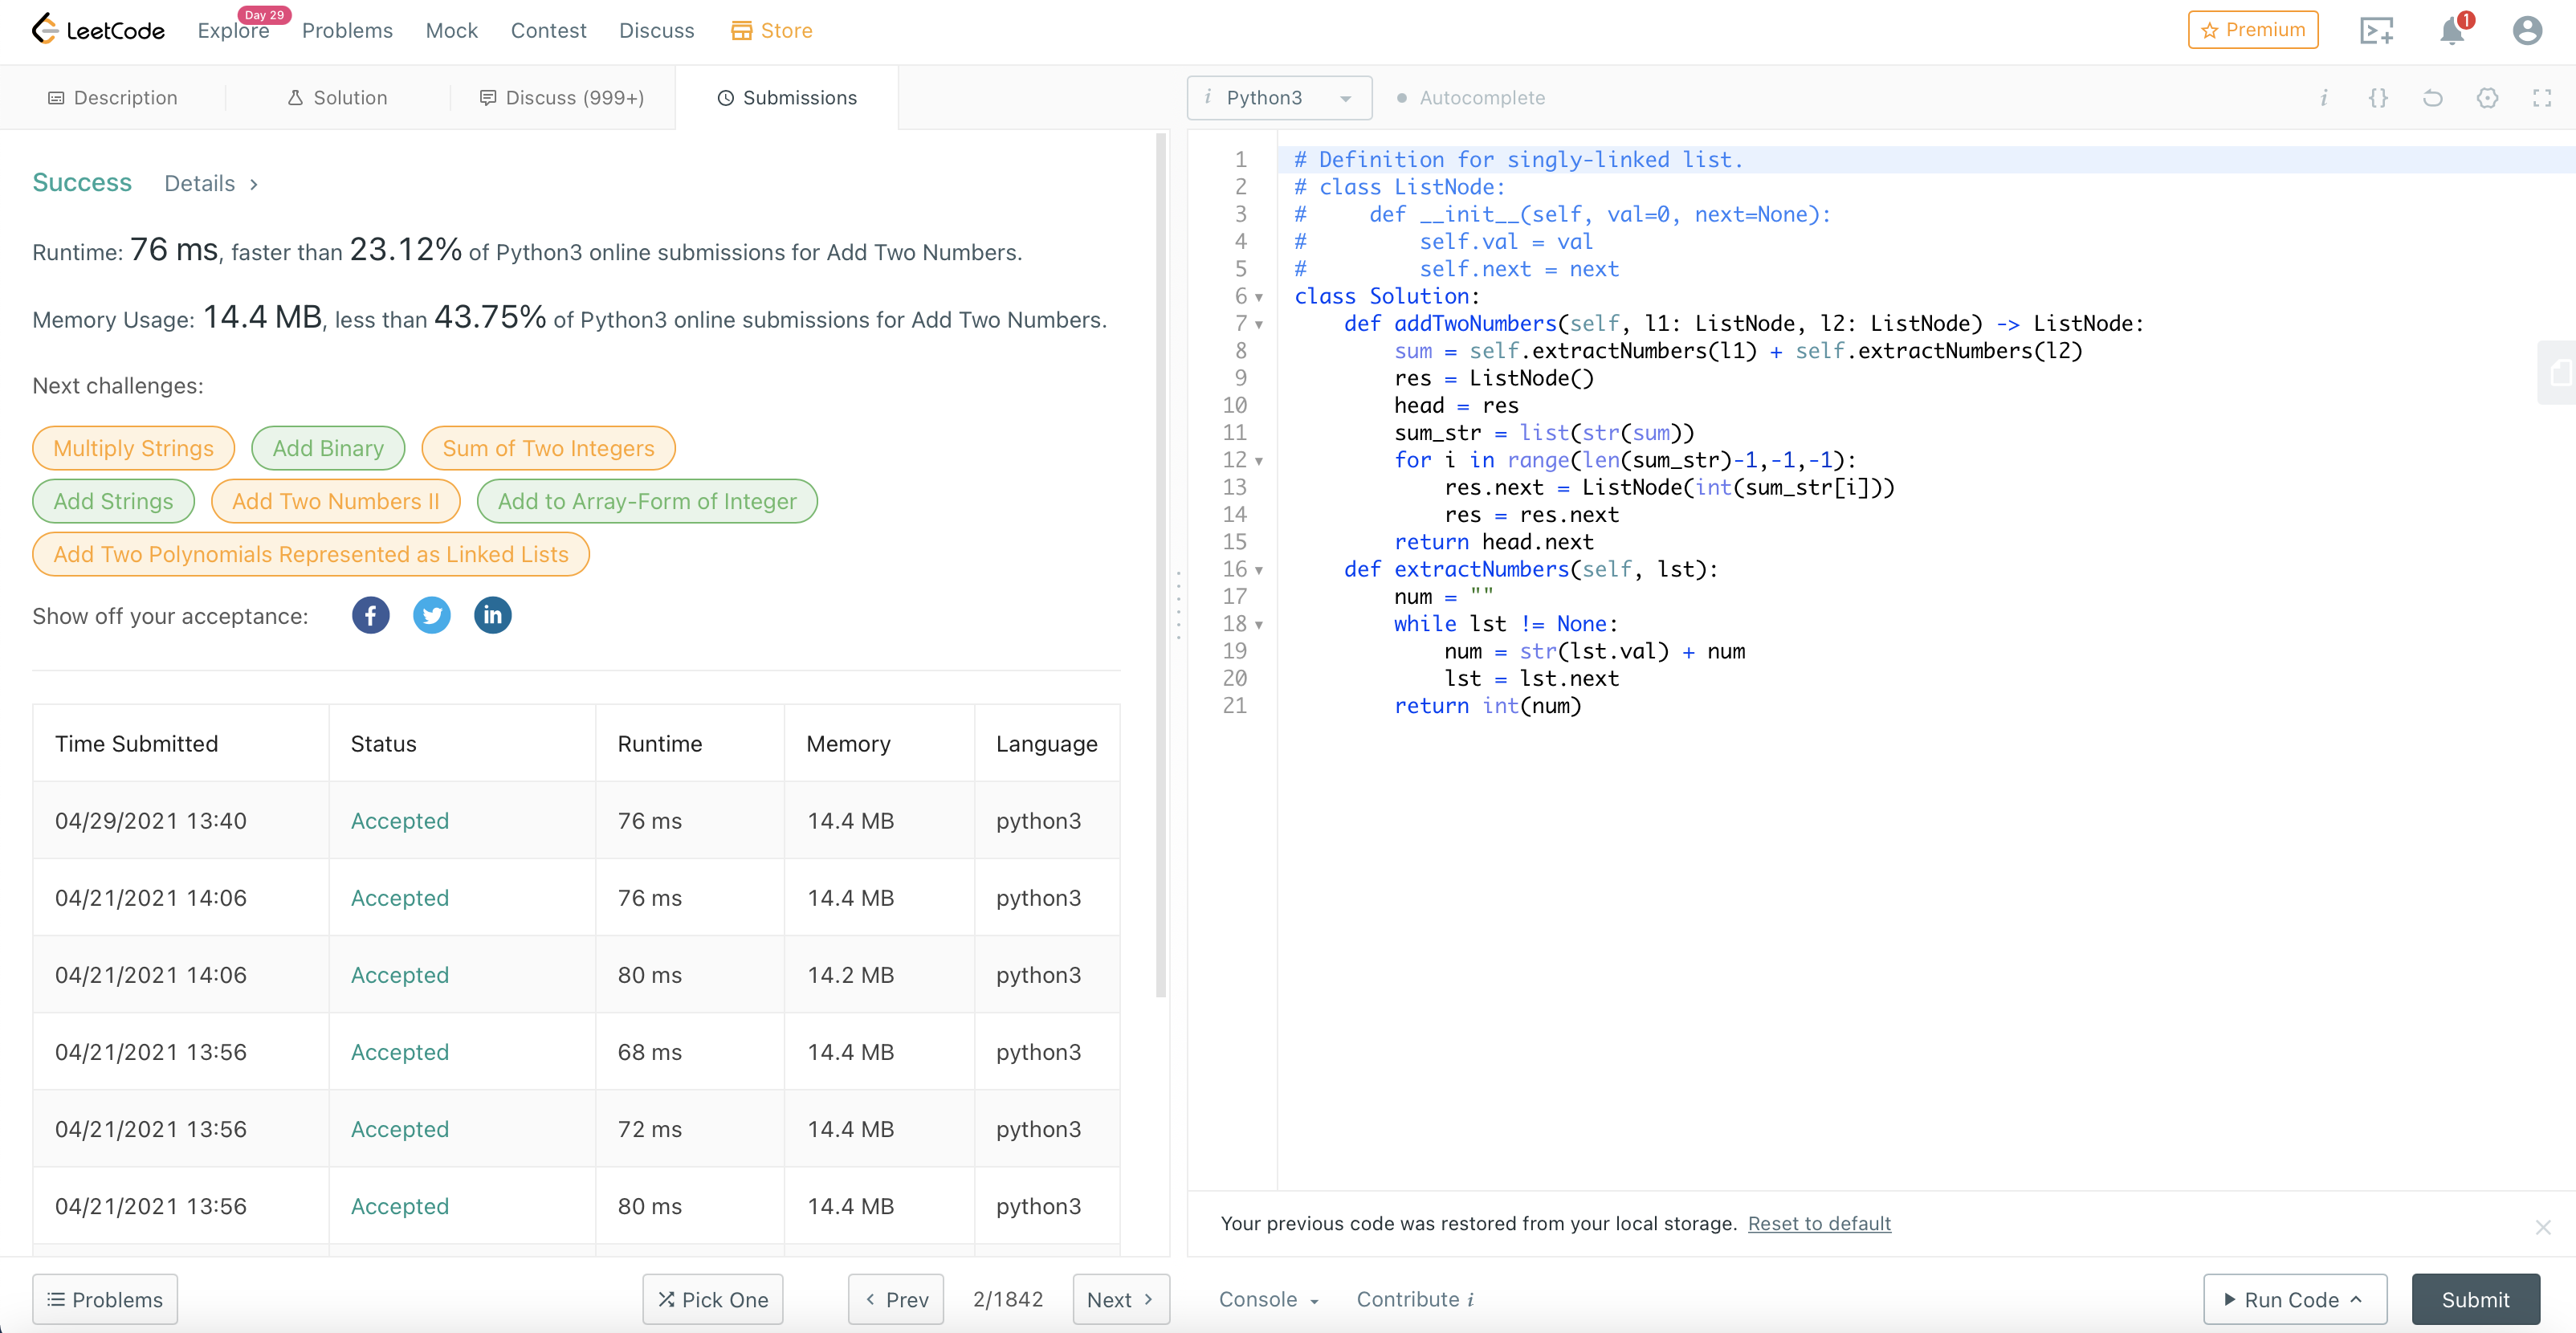 LeetCode Explore Day 29 Problems Mock Contest Discuss Store Premium 1
Description Solution Discuss (999+) Submissions
Success Details >
Runtime: 76 ms, faster than 23.12% of Python3 online submissions for Add Two Numbers.
Memory Usage: 14.4 MB, less than 43.75% of Python3 online submissions for Add Two Numbers.
Next challenges:
Multiply Strings Add Binary Sum of Two Integers
Add Strings Add Two Numbers II Add to Array-Form of Integer
Add Two Polynomials Represented as Linked Lists
Show off your acceptance: f in
Time Submitted Status Runtime Memory Language
04/29/2021 13:40 Accepted 76 ms 14.4 MB python3
04/21/2021 14:06 Accepted 76 ms 14.4 MB python3
04/21/2021 14:06 Accepted 80 ms 14.2 MB python3
04/21/2021 13:56 Accepted 68 ms 14.4 MB python3
04/21/2021 13:56 Accepted 72 ms 14.4 MB python3
04/21/2021 13:56 Accepted 80 ms 14.4 MB python3
Problems Pick One < Prev 2/1842 Next >
i Python3 Autocomplete i {}
1 # Definition for singly-linked list.
2 # class ListNode:
3 #     def __init__(self, val=0, next=None):
4 #         self.val = val
5 #         self.next = next
6 class Solution:
7     def addTwoNumbers(self, l1: ListNode, l2: ListNode) -> ListNode:
8         sum = self.extractNumbers(l1) + self.extractNumbers(l2)
9         res = ListNode()
10         head = res
11         sum_str = list(str(sum))
12         for i in range(len(sum_str)-1,-1,-1):
13             res.next = ListNode(int(sum_str[i]))
14             res = res.next
15         return head.next
16     def extractNumbers(self, lst):
17         num = ""
18         while lst != None:
19             num = str(lst.val) + num
20             lst = lst.next
21         return int(num)
Your previous code was restored from your local storage. Reset to default
Console Contribute i Run Code Submit